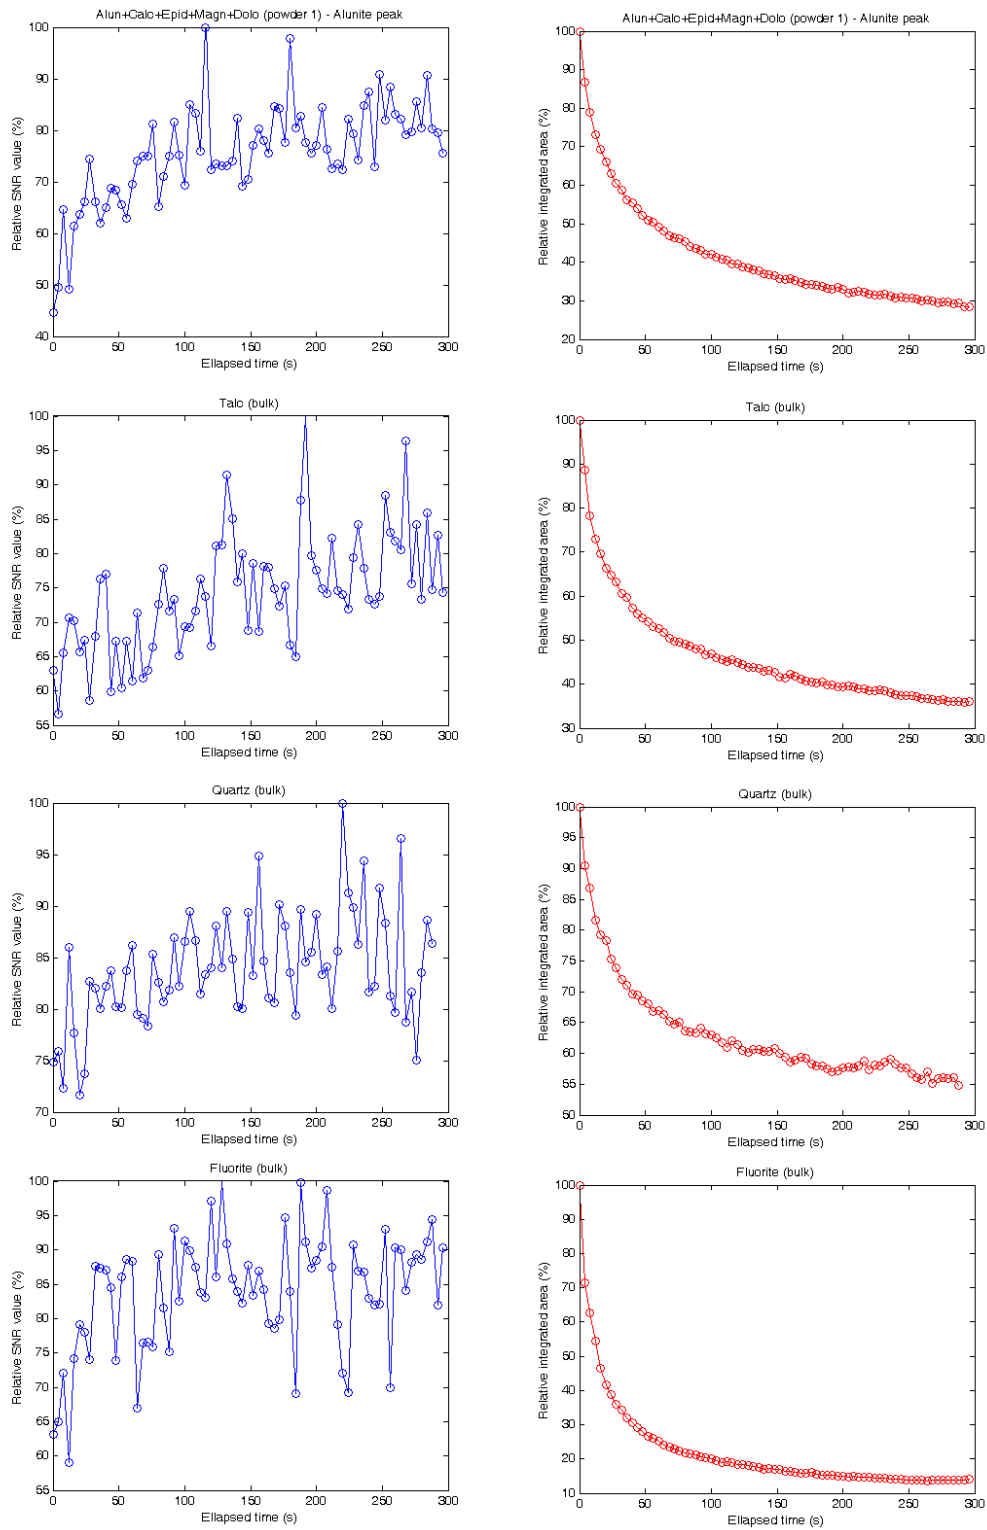 Alun+Calc+Epid+Magn+Dolo (powder 1) - Alunite peak
Relative SNR value (%)
100
90
80
70
60
50
40
0 50 100 150 200 250 300
Ellapsed time (s)
Alun+Calc+Epid+Magn+Dolo (powder 1) - Alunite peak
Relative integrated area (%)
100
90
80
70
60
50
40
30
20
0 50 100 150 200 250 300
Ellapsed time (s)
Talc (bulk)
Relative SNR value (%)
100
95
90
85
80
75
70
65
60
55
0 50 100 150 200 250 300
Ellapsed time (s)
Talc (bulk)
Relative integrated area (%)
100
90
80
70
60
50
40
30
0 50 100 150 200 250 300
Ellapsed time (s)
Quartz (bulk)
Relative SNR value (%)
100
95
90
85
80
75
70
0 50 100 150 200 250 300
Ellapsed time (s)
Quartz (bulk)
Relative integrated area (%)
100
95
90
85
80
75
70
65
60
55
50
0 50 100 150 200 250 300
Ellapsed time (s)
Fluorite (bulk)
Relative SNR value (%)
100
95
90
85
80
75
70
65
60
55
0 50 100 150 200 250 300
Ellapsed time (s)
Fluorite (bulk)
Relative integrated area (%)
100
90
80
70
60
50
40
30
20
10
0 50 100 150 200 250 300
Ellapsed time (s)